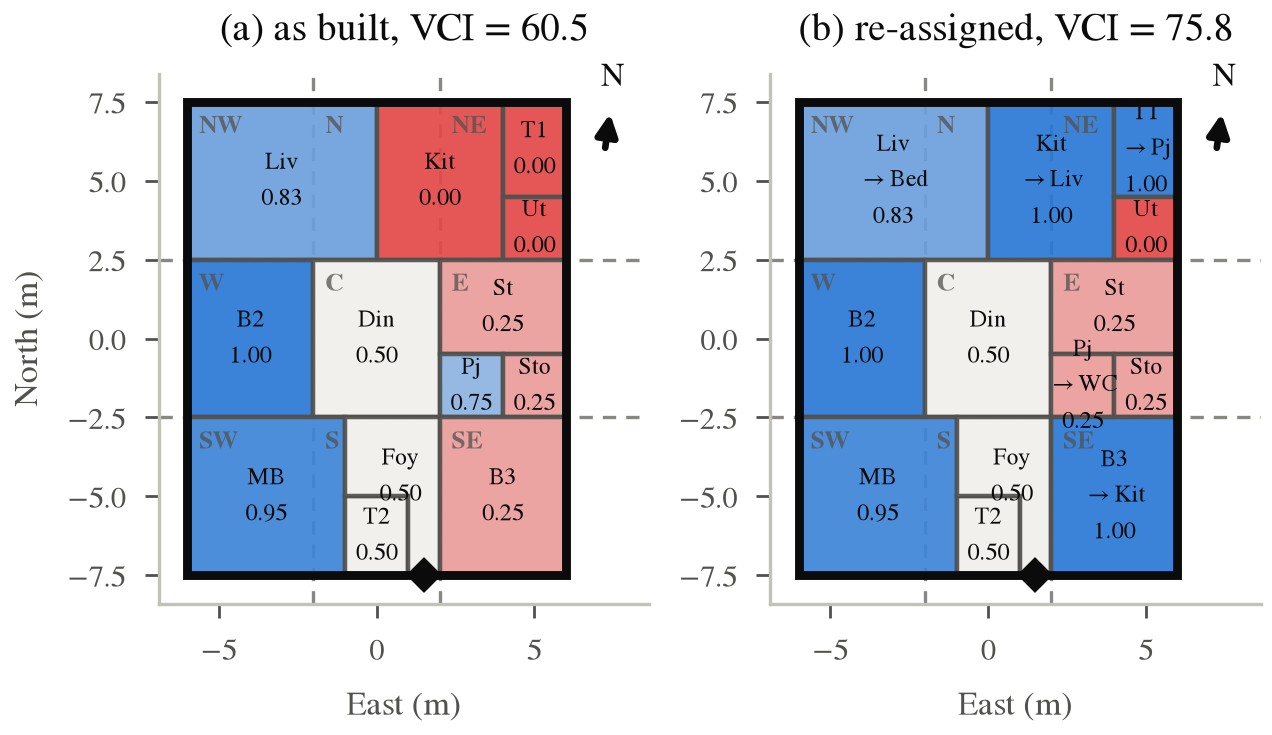 (a) as built, VCI = 60.5
(b) re-assigned, VCI = 75.8
North (m)
7.5
5.0
2.5
0.0
−2.5
−5.0
−7.5
−5
0
5
East (m)
N
NW
N
NE
Liv
0.83
Kit
0.00
T1
0.00
Ut
0.00
W
C
E
B2
1.00
Din
0.50
St
0.25
Pj
0.75
Sto
0.25
SW
S
SE
MB
0.95
Foy
0.50
T2
0.50
B3
0.25
7.5
5.0
2.5
0.0
−2.5
−5.0
−7.5
−5
0
5
East (m)
N
NW
N
NE
Liv
→ Bed
0.83
Kit
→ Liv
1.00
→ Pj
1.00
Ut
0.00
W
C
E
B2
1.00
Din
0.50
St
0.25
Pj
→ WC
0.25
Sto
0.25
SW
S
SE
MB
0.95
Foy
0.50
T2
0.50
B3
→ Kit
1.00